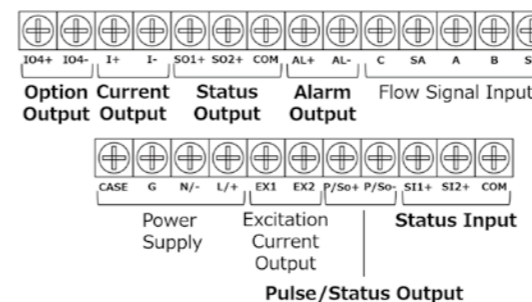 IO4+ IO4- I+ I- SO1+ SO2+ COM AL+ AL- C SA A B
Option Current Status Alarm Flow Signal Input
Output Output Output Output
CASE G N/- L/+ EX1 EX2 P/So+ P/So- SI1+ SI2+ COM
Power Excitation Status Input
Supply Current
Output
Pulse/Status Output